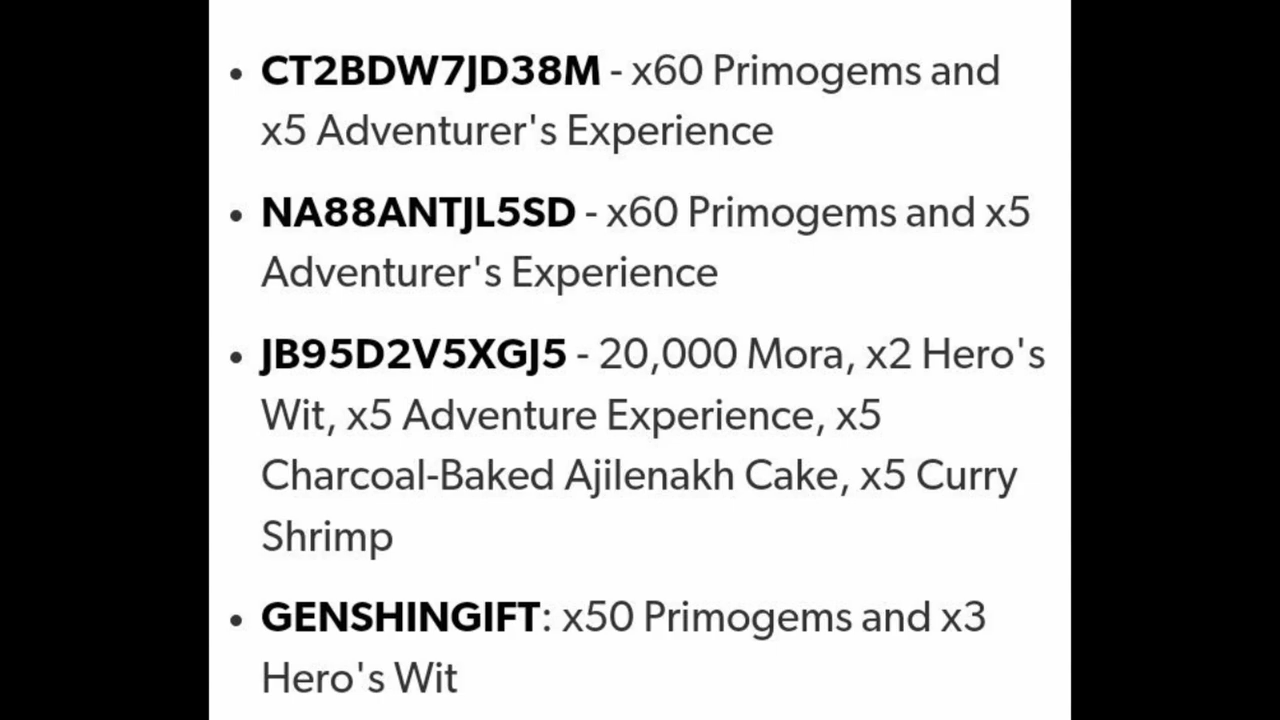 • CT2BDW7JD38M - x60 Primogems and
x5 Adventurer's Experience
• NA88ANTJL5SD - x60 Primogems and x5
Adventurer's Experience
• JB95D2V5XGJ5 - 20,000 Mora, x2 Hero's
Wit, x5 Adventure Experience, x5
Charcoal-Baked Ajilenakh Cake, x5 Curry
Shrimp
• GENSHINGIFT: x50 Primogems and x3
Hero's Wit